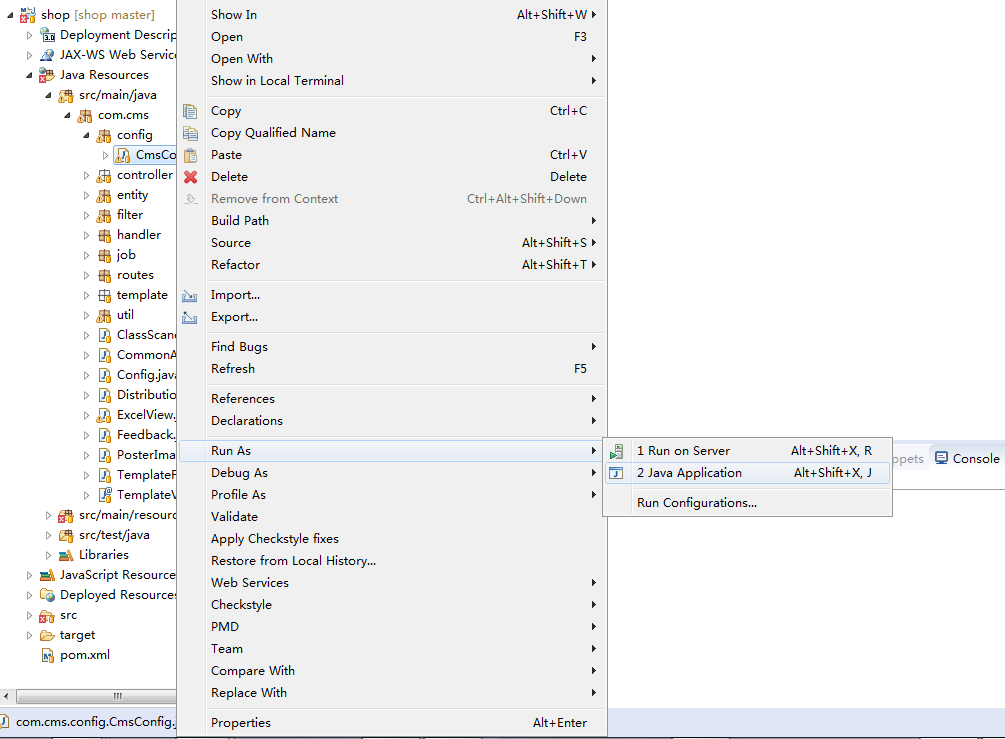 shop [shop master]
Deployment Descrip
JAX-WS Web Service
Java Resources
src/main/java
com.cms
config
CmsCo
controller
entity
filter
handler
job
routes
template
util
ClassScane
CommonA
Config.java
Distributio
ExcelView.
Feedback.
PosterIma
TemplateF
TemplateV
src/main/resourc
src/test/java
Libraries
JavaScript Resource
Deployed Resources
src
target
pom.xml
com.cms.config.CmsConfig.
Show In Alt+Shift+W
Open F3
Open With
Show in Local Terminal
Copy Ctrl+C
Copy Qualified Name
Paste Ctrl+V
Delete Delete
Remove from Context Ctrl+Alt+Shift+Down
Build Path
Source Alt+Shift+S
Refactor Alt+Shift+T
Import...
Export...
Find Bugs
Refresh F5
References
Declarations
Run As
Debug As
Profile As
Validate
Apply Checkstyle fixes
Restore from Local History...
Web Services
Checkstyle
PMD
Team
Compare With
Replace With
Properties Alt+Enter
1 Run on Server Alt+Shift+X, R
2 Java Application Alt+Shift+X, J
Run Configurations...
ppets Console